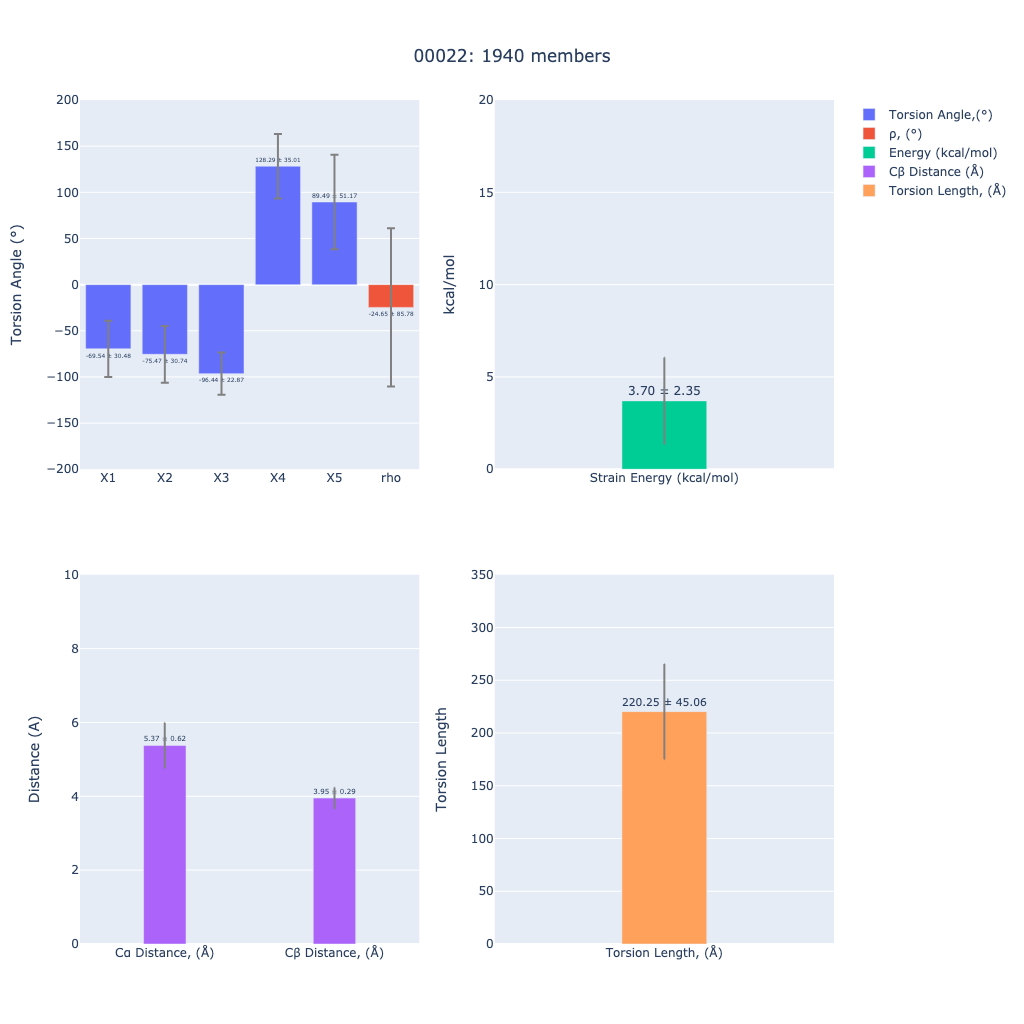 00022: 1940 members
Torsion Angle (°)
200
150
100
50
0
−50
−100
−150
−200
-69.54 ± 30.48
-75.47 ± 30.74
-96.44 ± 22.87
128.29 ± 35.01
89.49 ± 51.17
-24.65 ± 85.78
X1 X2 X3 X4 X5 rho
kcal/mol
20
15
10
5
0
3.70 ± 2.35
Strain Energy (kcal/mol)
Torsion Angle,(°)
ρ, (°)
Energy (kcal/mol)
Cβ Distance (Å)
Torsion Length, (Å)
Distance (A)
10
8
6
4
2
0
5.37 ± 0.62
3.95 ± 0.29
Cα Distance, (Å) Cβ Distance, (Å)
Torsion Length
350
300
250
200
150
100
50
0
220.25 ± 45.06
Torsion Length, (Å)